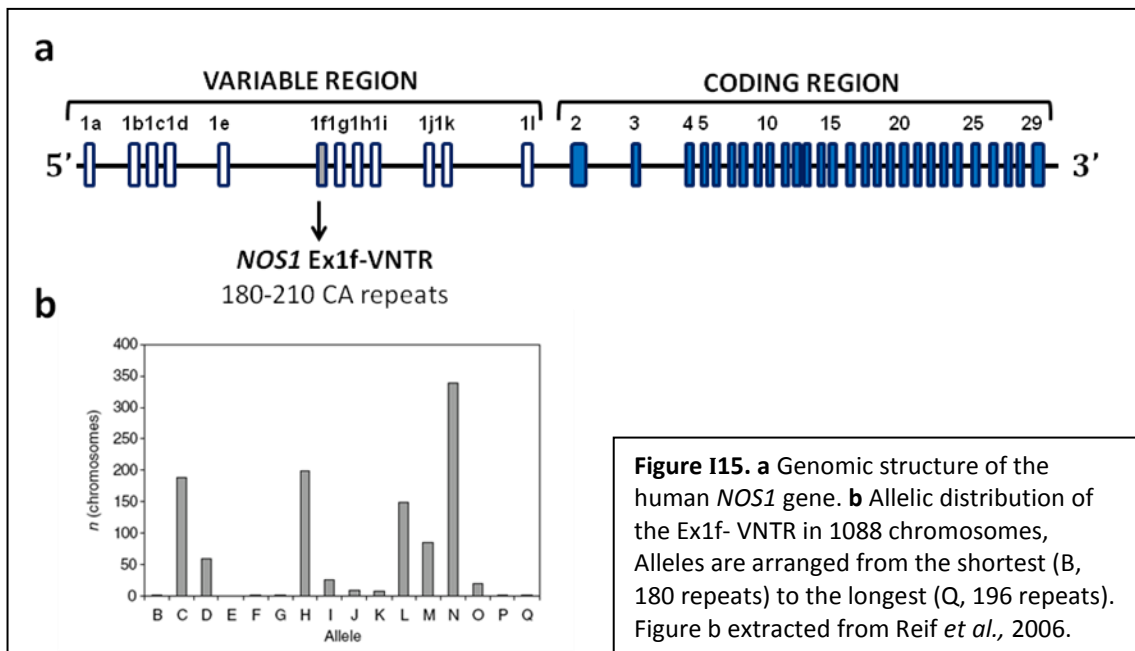 a
VARIABLE REGION CODING REGION
1a 1b1c1d 1e 1f1g1h1i 1j1k 1l 2 3 4 5 10 15 20 25 29
5’ 3’
NOS1 Ex1f-VNTR
180-210 CA repeats
b
400
350
300
250
200
150
100
50
0
n (chromosomes)
B C D E F G H I J K L M N O P Q
Allele
Figure I15. a Genomic structure of the
human NOS1 gene. b Allelic distribution of
the Ex1f- VNTR in 1088 chromosomes,
Alleles are arranged from the shortest (B,
180 repeats) to the longest (Q, 196 repeats).
Figure b extracted from Reif et al., 2006.